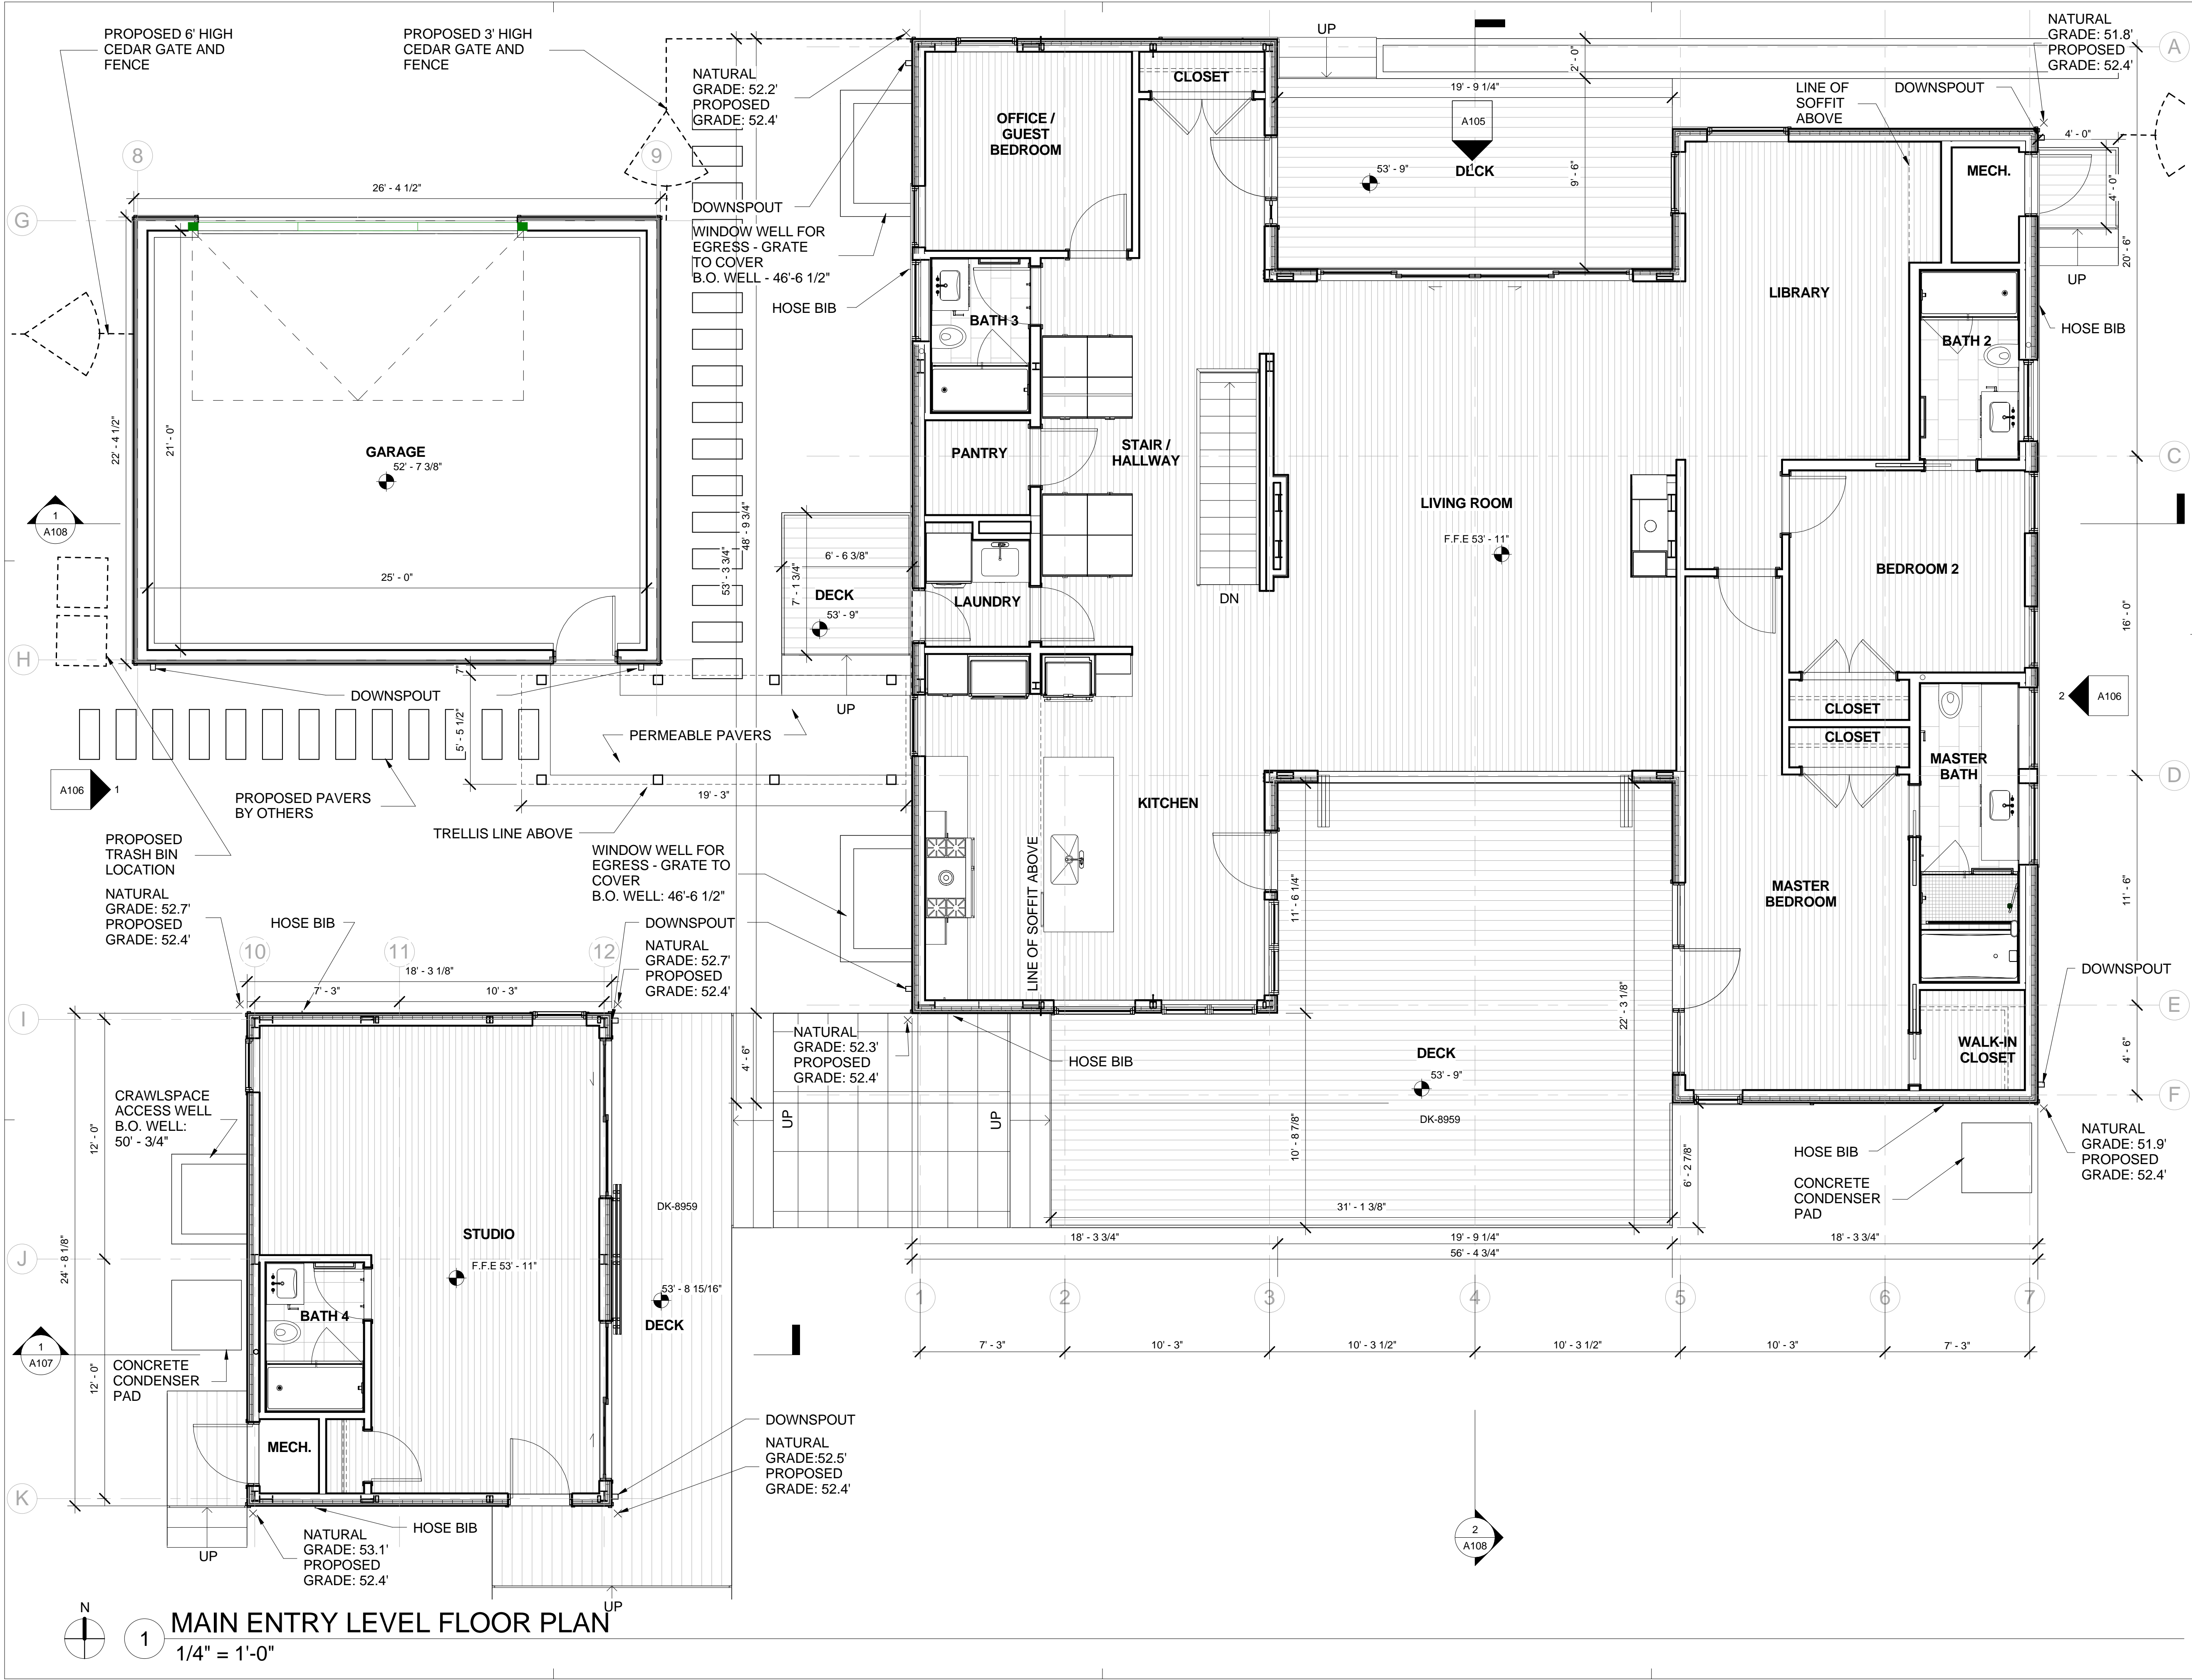 PROPOSED 6' HIGH
CEDAR GATE AND
FENCE
PROPOSED 3' HIGH
CEDAR GATE AND
FENCE
NATURAL
GRADE: 52.2'
PROPOSED
GRADE: 52.4'
UP
NATURAL
GRADE: 51.8'
PROPOSED
GRADE: 52.4'
A
CLOSET
2' - 0"
19' - 9 1/4"
LINE OF
SOFFIT
ABOVE
DOWNSPOUT
OFFICE /
GUEST
BEDROOM
A105
1
DECK
53' - 9"
9' - 6"
4' - 0"
4' - 0"
MECH.
8
9
26' - 4 1/2"
G
DOWNSPOUT
WINDOW WELL FOR
EGRESS - GRATE
TO COVER
B.O. WELL - 46'-6 1/2"
HOSE BIB
20' - 6"
UP
LIBRARY
HOSE BIB
BATH 3
BATH 2
22' - 4 1/2"
21' - 0"
GARAGE
52' - 7 3/8"
PANTRY
STAIR /
HALLWAY
C
LIVING ROOM
F.F.E 53' - 11"
1
A108
48' - 9 3/4"
53' - 3 3/4"
6' - 6 3/8"
7' - 1 3/4"
25' - 0"
DECK
53' - 9"
LAUNDRY
DN
BEDROOM 2
16' - 0"
H
7"
DOWNSPOUT
UP
5' - 5 1/2"
PERMEABLE PAVERS
CLOSET
CLOSET
2
A106
MASTER
BATH
D
A106
1
PROPOSED PAVERS
BY OTHERS
19' - 3"
KITCHEN
TRELLIS LINE ABOVE
PROPOSED
TRASH BIN
LOCATION
WINDOW WELL FOR
EGRESS - GRATE TO
COVER
B.O. WELL: 46'-6 1/2"
LINE OF SOFFIT ABOVE
11' - 6 1/4"
MASTER
BEDROOM
11' - 6"
NATURAL
GRADE: 52.7'
PROPOSED
GRADE: 52.4'
HOSE BIB
DOWNSPOUT
NATURAL
GRADE: 52.7'
PROPOSED
GRADE: 52.4'
10
11
12
18' - 3 1/8"
7' - 3"
10' - 3"
DOWNSPOUT
I
E
22' - 3 1/8"
NATURAL
GRADE: 52.3'
PROPOSED
GRADE: 52.4'
4' - 6"
HOSE BIB
DECK
53' - 9"
DK-8959
WALK-IN
CLOSET
4' - 6"
F
CRAWLSPACE
ACCESS WELL
B.O. WELL:
50' - 3/4"
12' - 0"
UP
UP
10' - 8 7/8"
6' - 2 7/8"
HOSE BIB
CONCRETE
CONDENSER
PAD
NATURAL
GRADE: 51.9'
PROPOSED
GRADE: 52.4'
DK-8959
31' - 1 3/8"
STUDIO
F.F.E 53' - 11"
18' - 3 3/4"
19' - 9 1/4"
18' - 3 3/4"
56' - 4 3/4"
J
24' - 8 1/8"
53' - 8 15/16"
DECK
BATH 4
1
2
3
4
5
6
7
7' - 3"
10' - 3"
10' - 3 1/2"
10' - 3 1/2"
10' - 3"
7' - 3"
1
A107
12' - 0"
CONCRETE
CONDENSER
PAD
MECH.
DOWNSPOUT
NATURAL
GRADE:52.5'
PROPOSED
GRADE: 52.4'
K
HOSE BIB
NATURAL
GRADE: 53.1'
PROPOSED
GRADE: 52.4'
UP
2
A108
UP
N
1
MAIN ENTRY LEVEL FLOOR PLAN
1/4" = 1'-0"